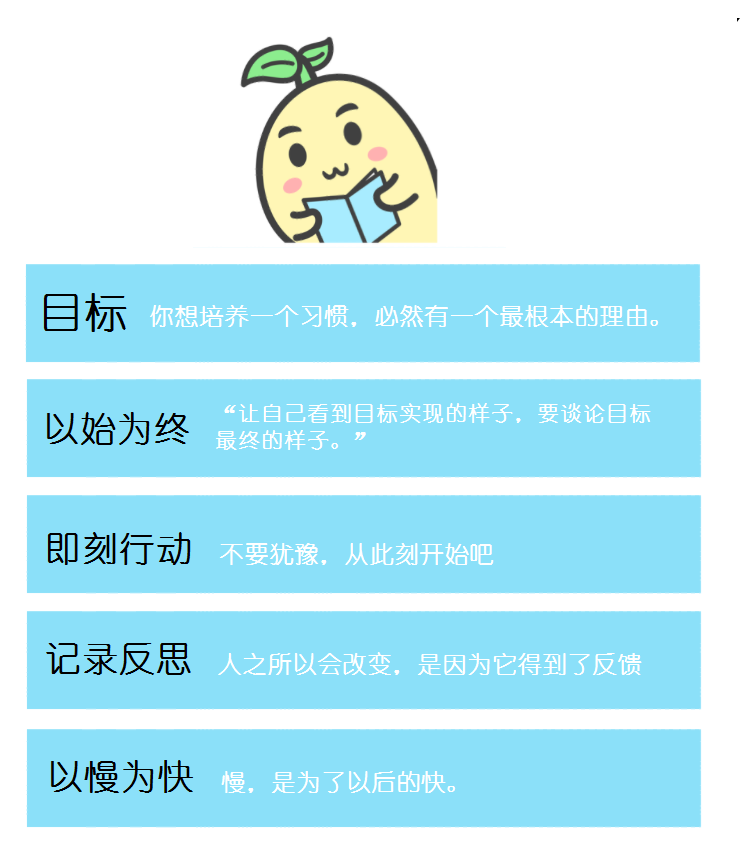 目标 你想培养一个习惯，必然有一个最根本的理由。
以始为终 “让自己看到目标实现的样子，要谈论目标
最终的样子。”
即刻行动 不要犹豫，从此刻开始吧
记录反思 人之所以会改变，是因为它得到了反馈
以慢为快 慢，是为了以后的快。